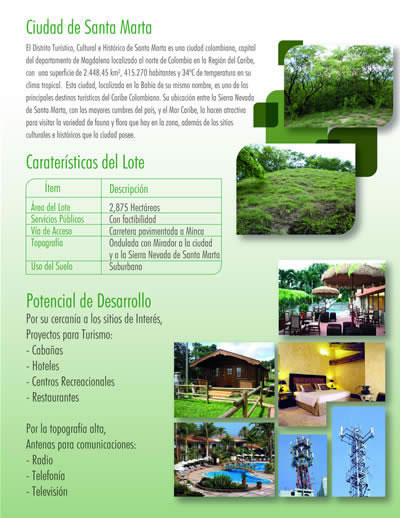 Ciudad de Santa Marta
El Distrito Turístico, Cultural e Histórico de Santa Marta es una ciudad colombiana, capital
del departamento de Magdalena localizado al norte de Colombia en la Región del Caribe,
con una superficie de 2.448,45 km², 415.270 habitantes y 34ºC de temperatura en su
clima tropical. Esta ciudad, localizada en la Bahía de su mismo nombre, es uno de los
principales destinos turísticos del Caribe Colombiano. Su ubicación entre la Sierra Nevada
de Santa Marta, con las mayores cumbres del país, y el Mar Caribe, la hacen atractiva
para visitar la variedad de fauna y flora que hay en la zona, además de los sitios
culturales e históricos que la ciudad posee.
Caraterísticas del Lote
Ítem Descripción
Área del Lote 2,875 Hectáreos
Servicios Públicos Con factibilidad
Vía de Acceso Carretera pavimentada a Minca
Topografía Ondulada con Mirador a la ciudad
y a la Sierra Nevada de Santa Marta
Uso del Suelo Suburbano
Potencial de Desarrollo
Por su cercanía a los sitios de Interés,
Proyectos para Turismo:
- Cabañas
- Hoteles
- Centros Recreacionales
- Restaurantes
Por la topografía alta,
Antenas para comunicaciones:
- Radio
- Telefonía
- Televisión